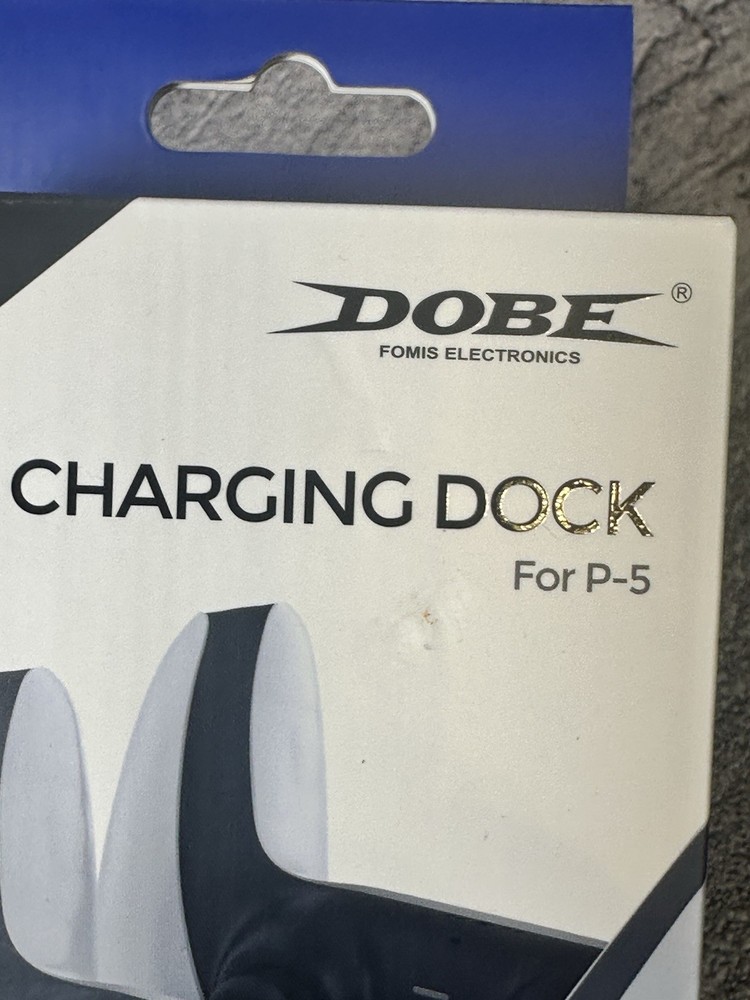 DOBE®
FOMIS ELECTRONICS
CHARGING DOCK
For P-5